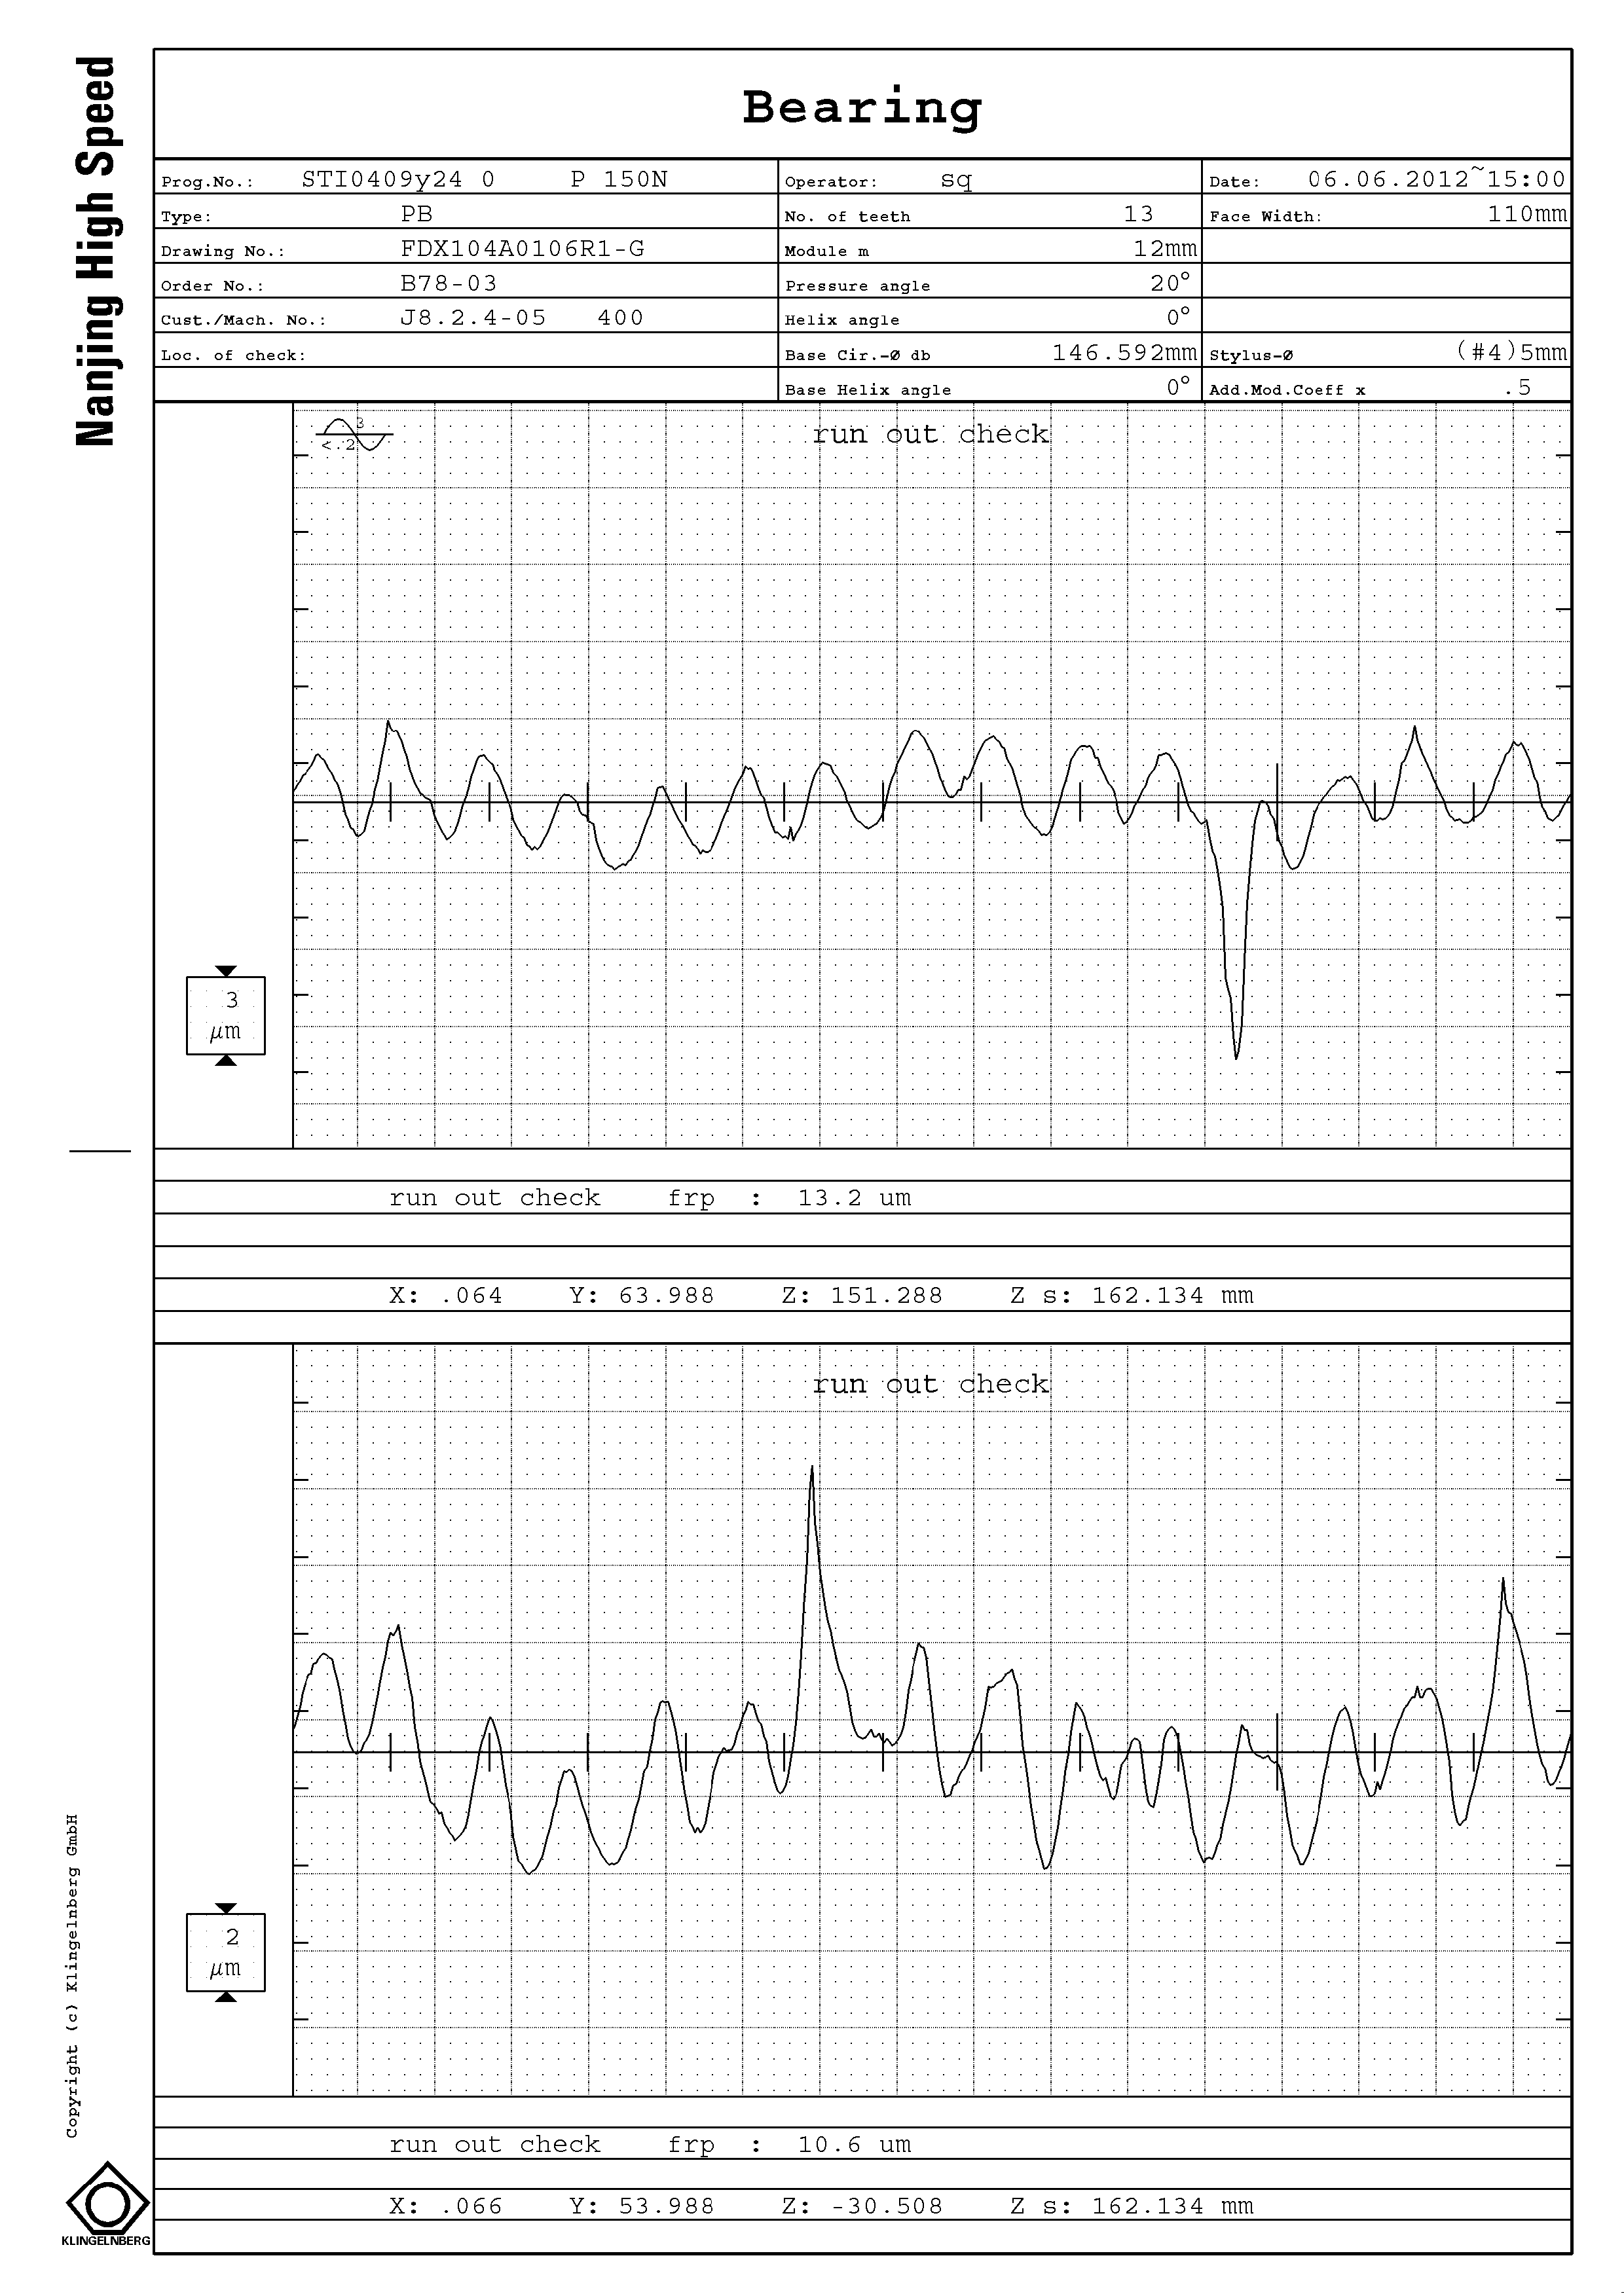 Nanjing High Speed
Bearing
Prog.No.: STI0409y24 0 P 150N Operator: sq Date: 06.06.2012~15:00
Type: PB No. of teeth 13 Face Width: 110mm
Drawing No.: FDX104A0106R1-G Module m 12mm
Order No.: B78-03 Pressure angle 20°
Cust./Mach. No.: J8.2.4-05 400 Helix angle 0°
Loc. of check: Base Cir.-Ø db 146.592mm Stylus-Ø (#4)5mm
Base Helix angle 0° Add.Mod.Coeff x .5
3
<.2
run out check
3
µm
run out check frp : 13.2 um
X: .064 Y: 63.988 Z: 151.288 Z s: 162.134 mm
run out check
2
µm
run out check frp : 10.6 um
X: .066 Y: 53.988 Z: -30.508 Z s: 162.134 mm
Copyright (c) Klingelnberg GmbH
KLINGELNBERG